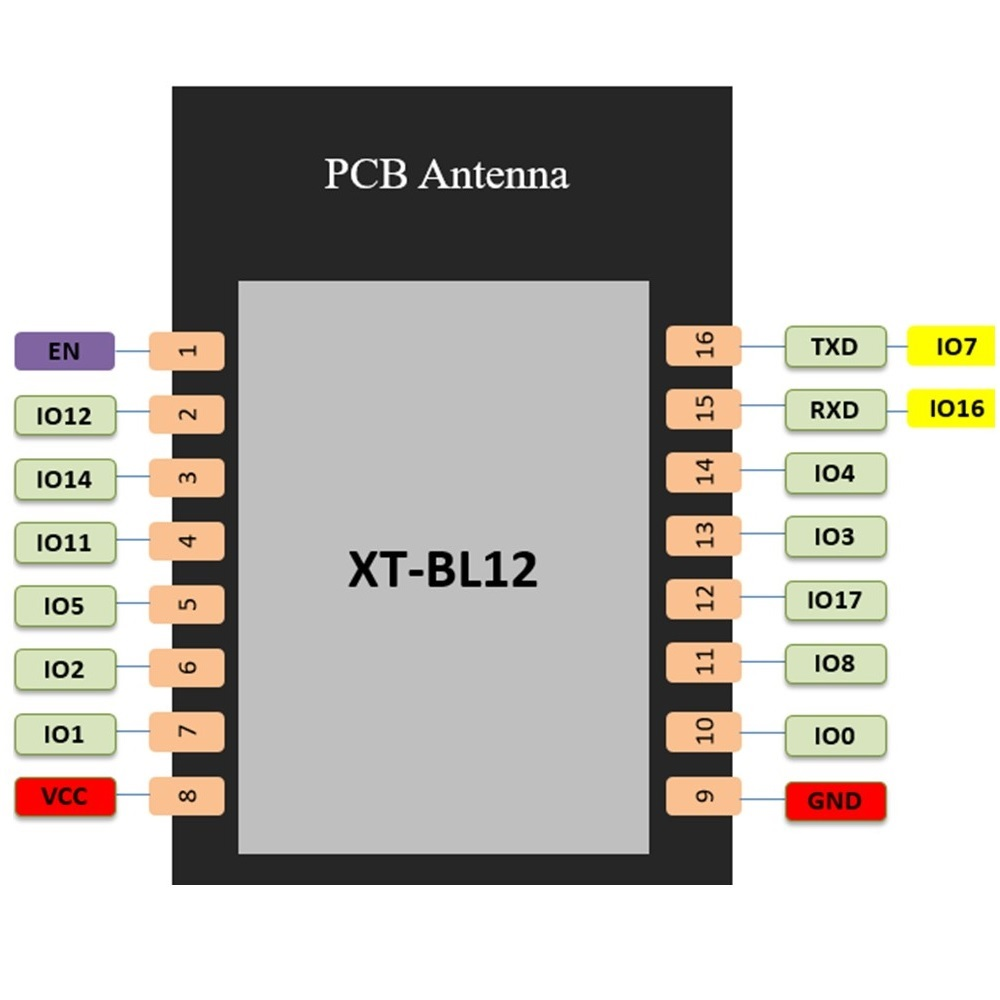 PCB Antenna
EN 1 16 TXD IO7
IO12 2 15 RXD IO16
IO14 3 14 IO4
IO11 4 13 IO3
XT-BL12
IO5 5 12 IO17
IO2 6 11 IO8
IO1 7 10 IO0
VCC 8 9 GND